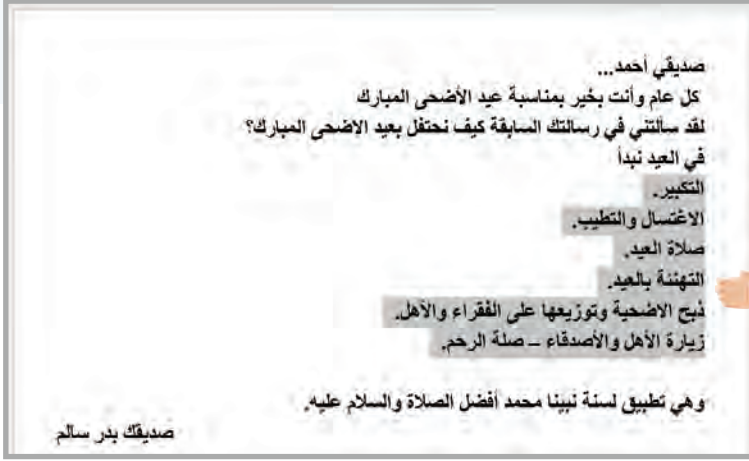 صديقي أحمد...
كل عام وأنت بخير بمناسبة عيد الأضحى المبارك
لقد سألتني في رسالتك السابقة كيف نحتفل بعيد الاضحى المبارك؟
في العيد نبدأ
التكبير.
الاغتسال والتطيب.
صلاة العيد.
التهنئة بالعيد.
ذبح الاضحية وتوزيعها على الفقراء والأهل.
زيارة الأهل والأصدقاء – صلة الرحم.
وهي تطبيق لسنة نبينا محمد أفضل الصلاة والسلام عليه.
صديقك بدر سالم